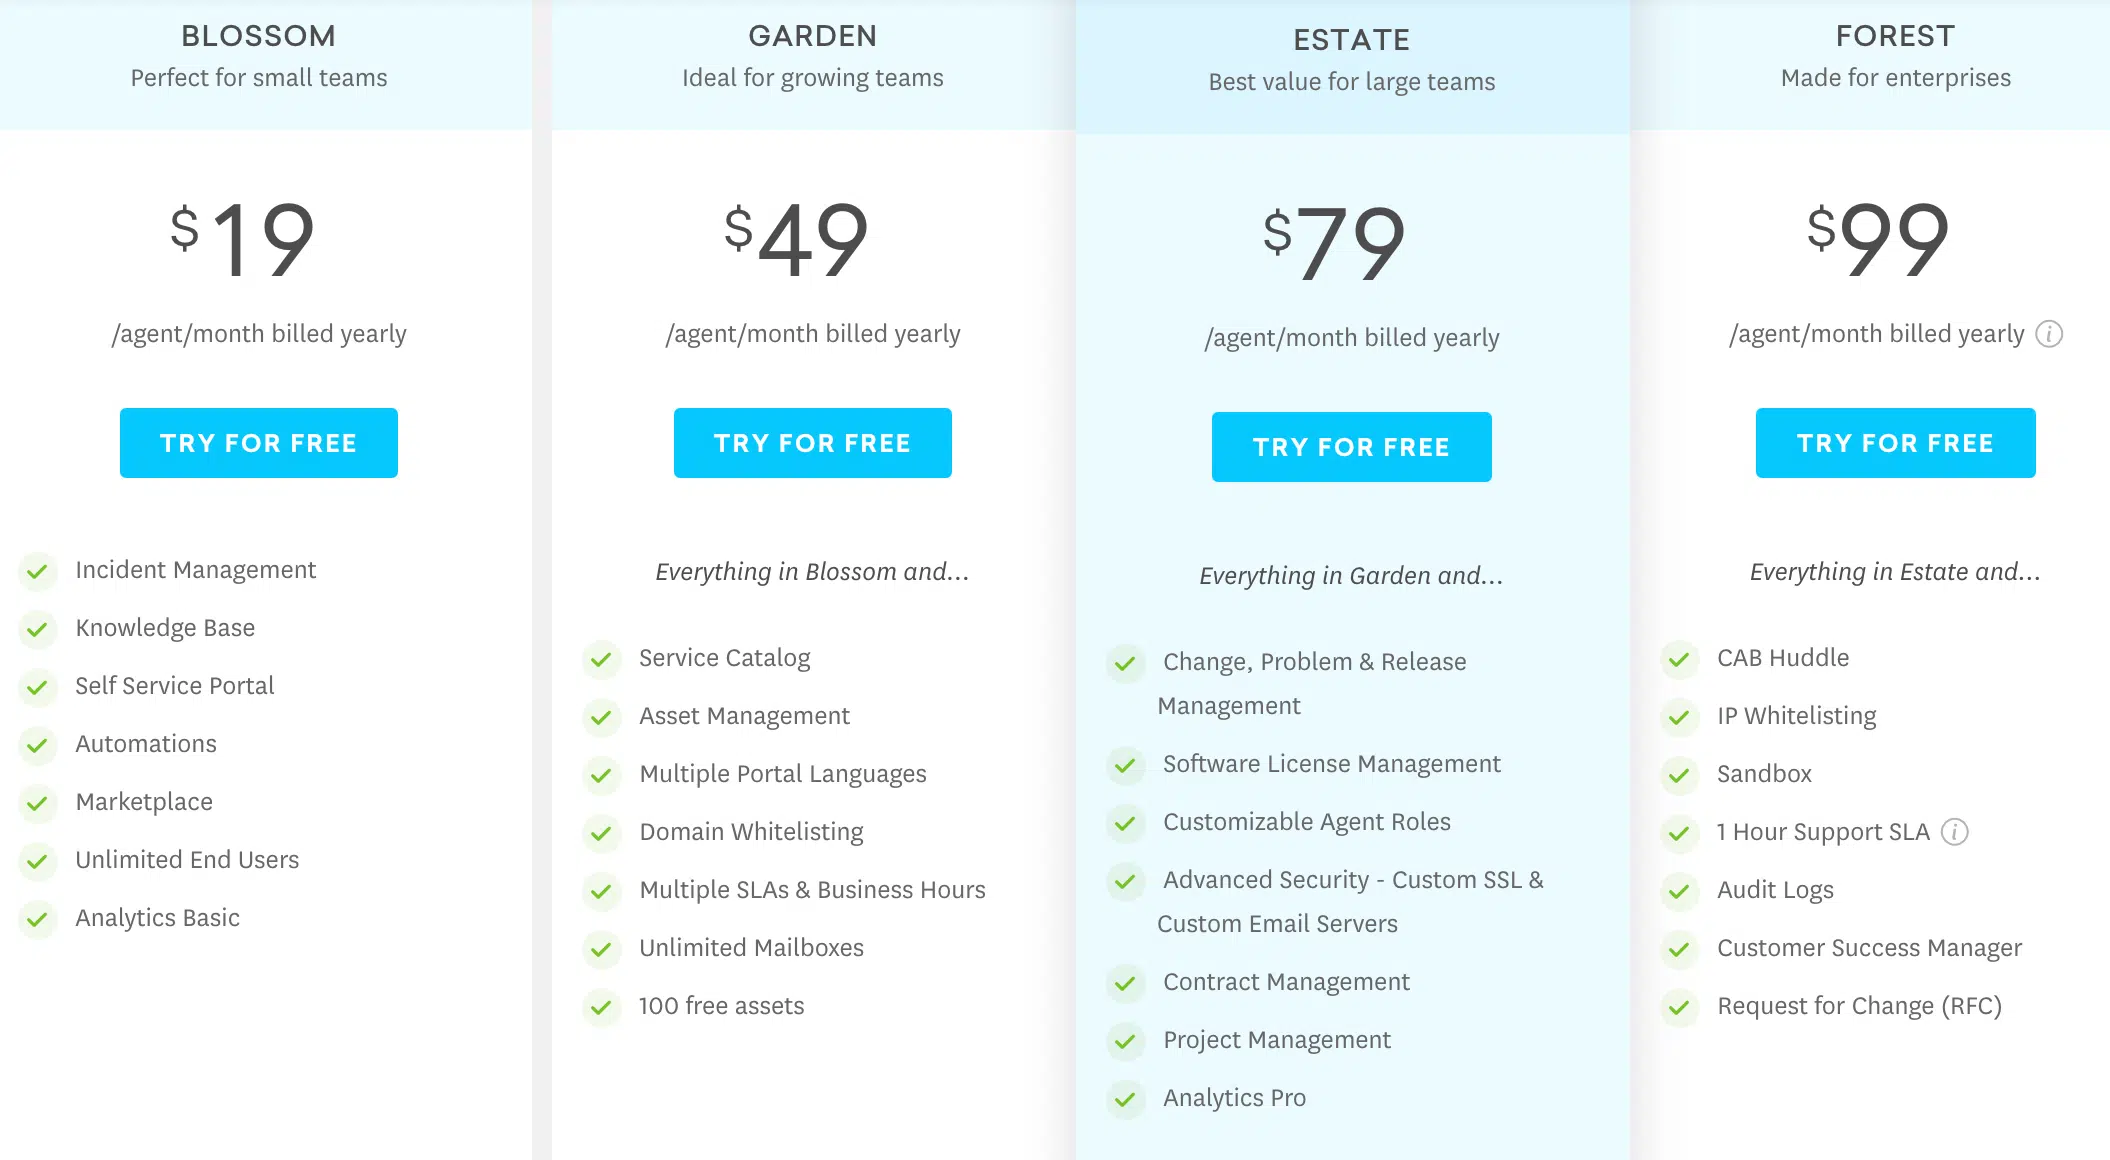 BLOSSOM
Perfect for small teams
$19
/agent/month billed yearly
TRY FOR FREE
Incident Management
Knowledge Base
Self Service Portal
Automations
Marketplace
Unlimited End Users
Analytics Basic
GARDEN
Ideal for growing teams
$49
/agent/month billed yearly
TRY FOR FREE
Everything in Blossom and...
Service Catalog
Asset Management
Multiple Portal Languages
Domain Whitelisting
Multiple SLAs & Business Hours
Unlimited Mailboxes
100 free assets
ESTATE
Best value for large teams
$79
/agent/month billed yearly
TRY FOR FREE
Everything in Garden and...
Change, Problem & Release
Management
Software License Management
Customizable Agent Roles
Advanced Security - Custom SSL &
Custom Email Servers
Contract Management
Project Management
Analytics Pro
FOREST
Made for enterprises
$99
/agent/month billed yearly i
TRY FOR FREE
Everything in Estate and...
CAB Huddle
IP Whitelisting
Sandbox
1 Hour Support SLA i
Audit Logs
Customer Success Manager
Request for Change (RFC)